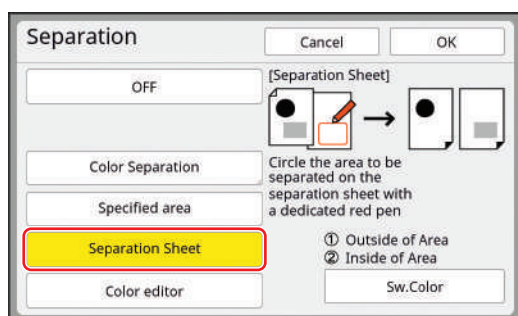 Separation
Cancel
OK
OFF
Color Separation
Specified area
Separation Sheet
Color editor
[Separation Sheet]
Circle the area to be
separated on the
separation sheet with
a dedicated red pen
① Outside of Area
② Inside of Area
Sw.Color